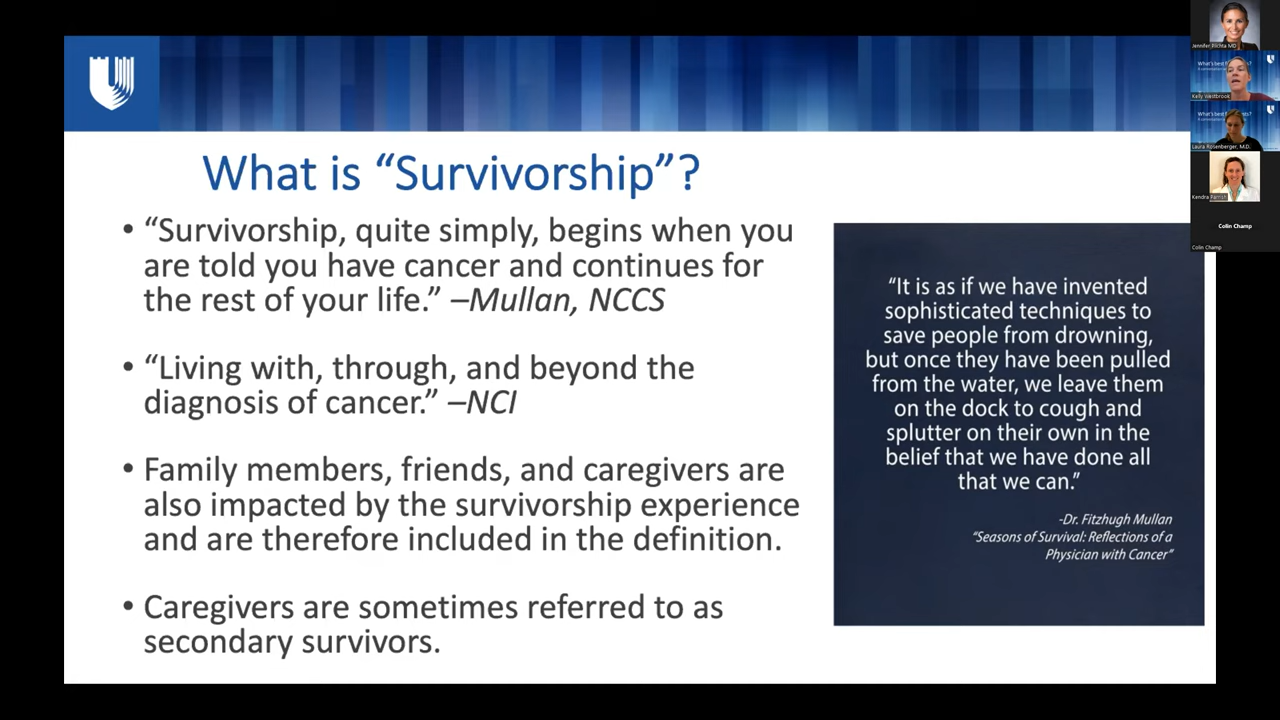 What is “Survivorship”?
• “Survivorship, quite simply, begins when you
are told you have cancer and continues for
the rest of your life.” –Mullan, NCCS
• “Living with, through, and beyond the
diagnosis of cancer.” –NCI
• Family members, friends, and caregivers are
also impacted by the survivorship experience
and are therefore included in the definition.
• Caregivers are sometimes referred to as
secondary survivors.
“It is as if we have invented
sophisticated techniques to
save people from drowning,
but once they have been pulled
from the water, we leave them
on the dock to cough and
splutter on their own in the
belief that we have done all
that we can.”
-Dr. Fitzhugh Mullan
“Seasons of Survival: Reflections of a
Physician with Cancer”
Jennifer Plichta MD
What's best
Kelly Westbrook
What's best
Laura Rosenberger, M.D.
Kendra
Colin Champ
Colin Champ